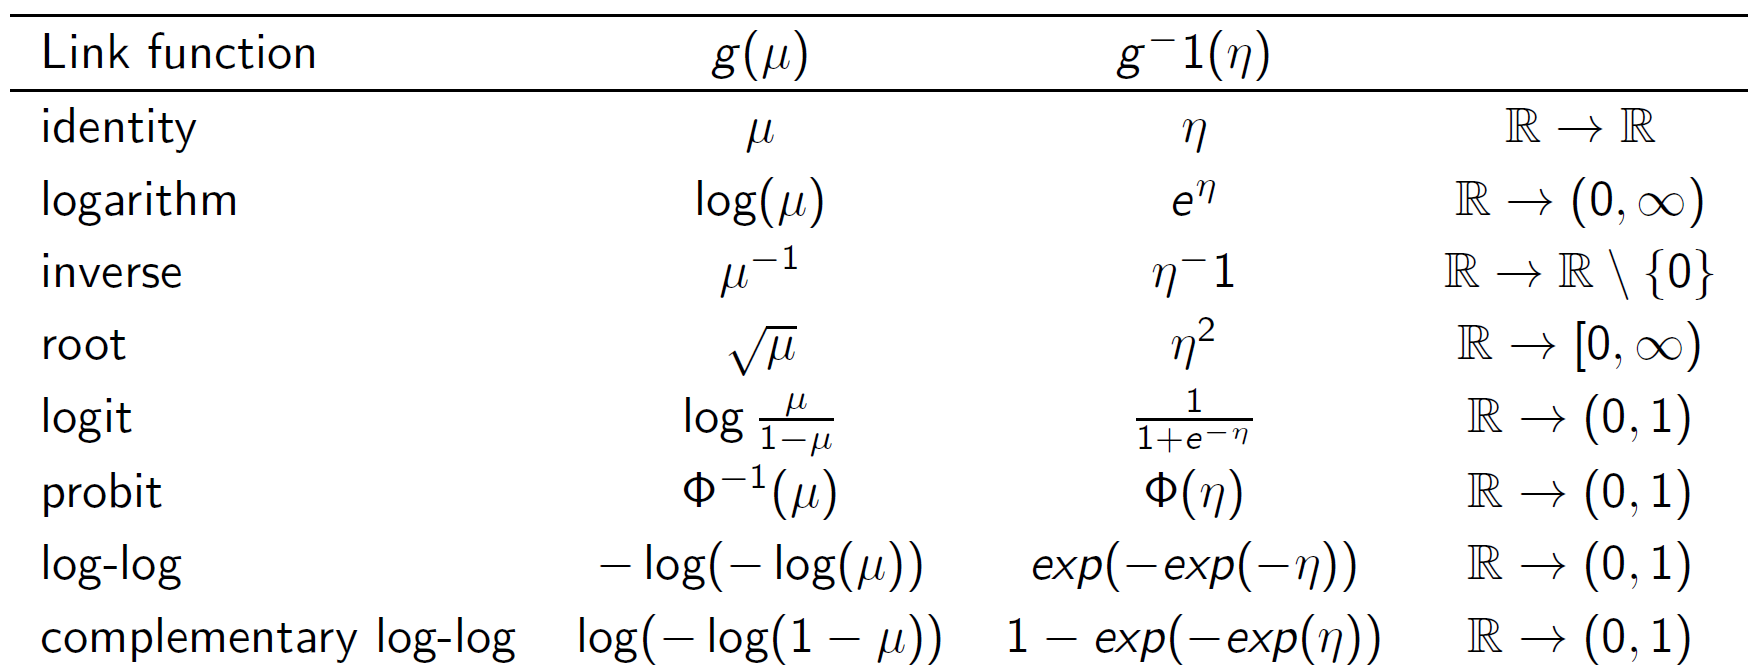 Link function g(μ) g⁻1(η)
identity μ η ℝ → ℝ
logarithm log(μ) e^η ℝ → (0, ∞)
inverse μ⁻¹ η⁻1 ℝ → ℝ \ {0}
root √μ η² ℝ → [0, ∞)
logit log μ/(1−μ) 1/(1+e^−η) ℝ → (0, 1)
probit Φ⁻¹(μ) Φ(η) ℝ → (0, 1)
log-log − log(− log(μ)) exp(−exp(−η)) ℝ → (0, 1)
complementary log-log log(− log(1 − μ)) 1 − exp(−exp(η)) ℝ → (0, 1)